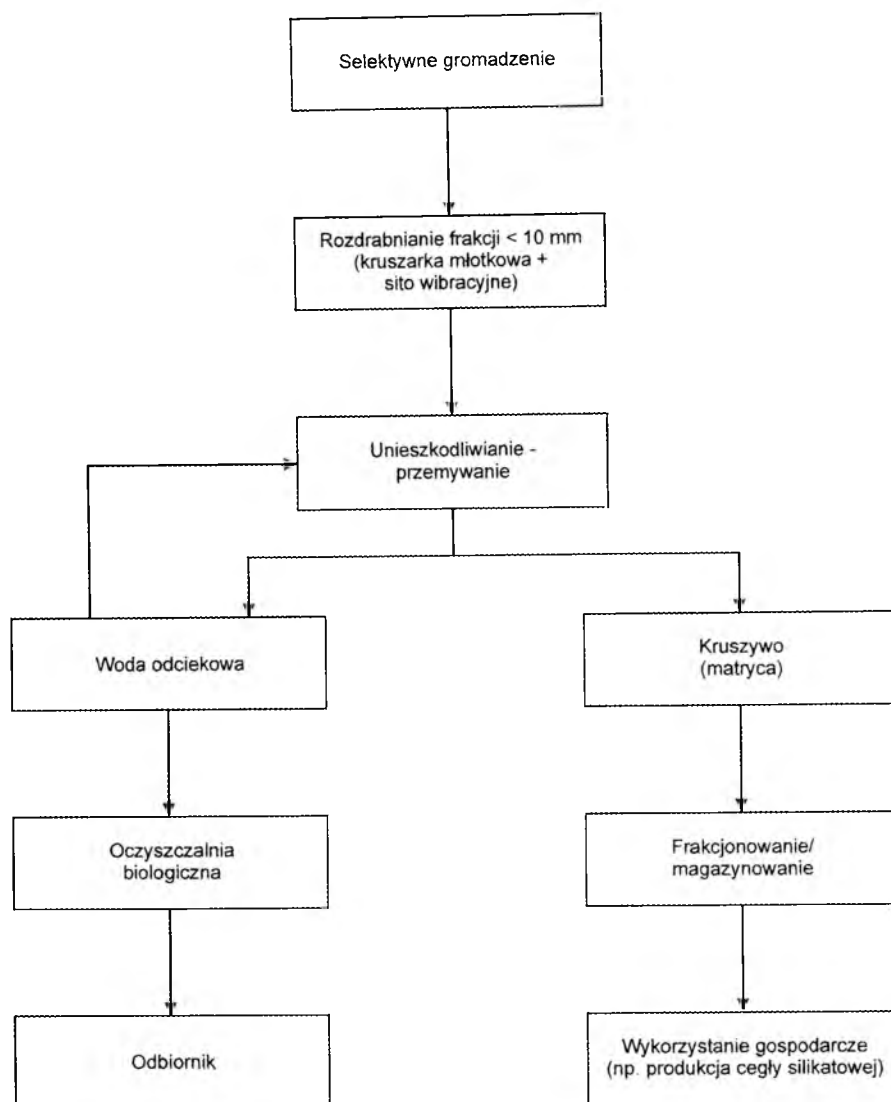 Selektywne gromadzenie
Rozdrabnianie frakcji < 10 mm
(kruszarka młotkowa +
sito wibracyjne)
Unieszkodliwianie -
przemywanie
Woda odciekowa
Kruszywo
(matryca)
Oczyszczalnia
biologiczna
Frakcjonowanie/
magazynowanie
Odbiornik
Wykorzystanie gospodarcze
(np. produkcja cegły silikatowej)